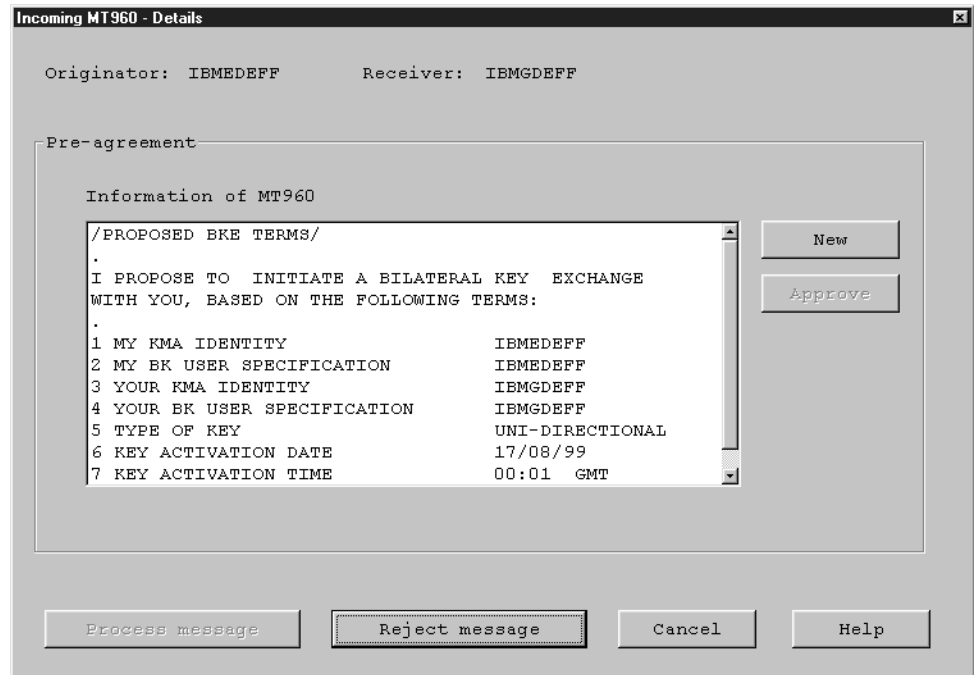 Incoming MT960 - Details
Originator: IBMEDEFF Receiver: IBMGDEFF
Pre-agreement
Information of MT960
/PROPOSED BKE TERMS/
.
I PROPOSE TO  INITIATE A BILATERAL KEY  EXCHANGE
WITH YOU, BASED ON THE FOLLOWING TERMS:
.
1 MY KMA IDENTITY IBMEDEFF
2 MY BK USER SPECIFICATION IBMEDEFF
3 YOUR KMA IDENTITY IBMGDEFF
4 YOUR BK USER SPECIFICATION IBMGDEFF
5 TYPE OF KEY UNI-DIRECTIONAL
6 KEY ACTIVATION DATE 17/08/99
7 KEY ACTIVATION TIME 00:01 GMT
New
Approve
Process message Reject message Cancel Help